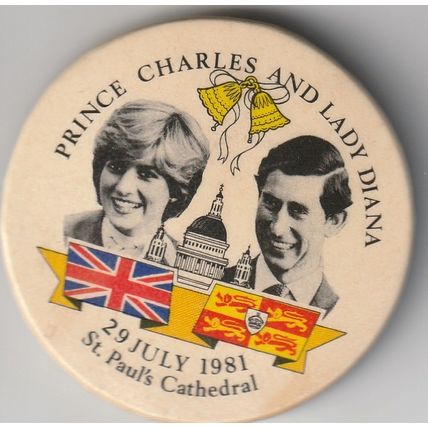 PRINCE CHARLES AND LADY DIANA
29 JULY 1981
St. Paul's Cathedral